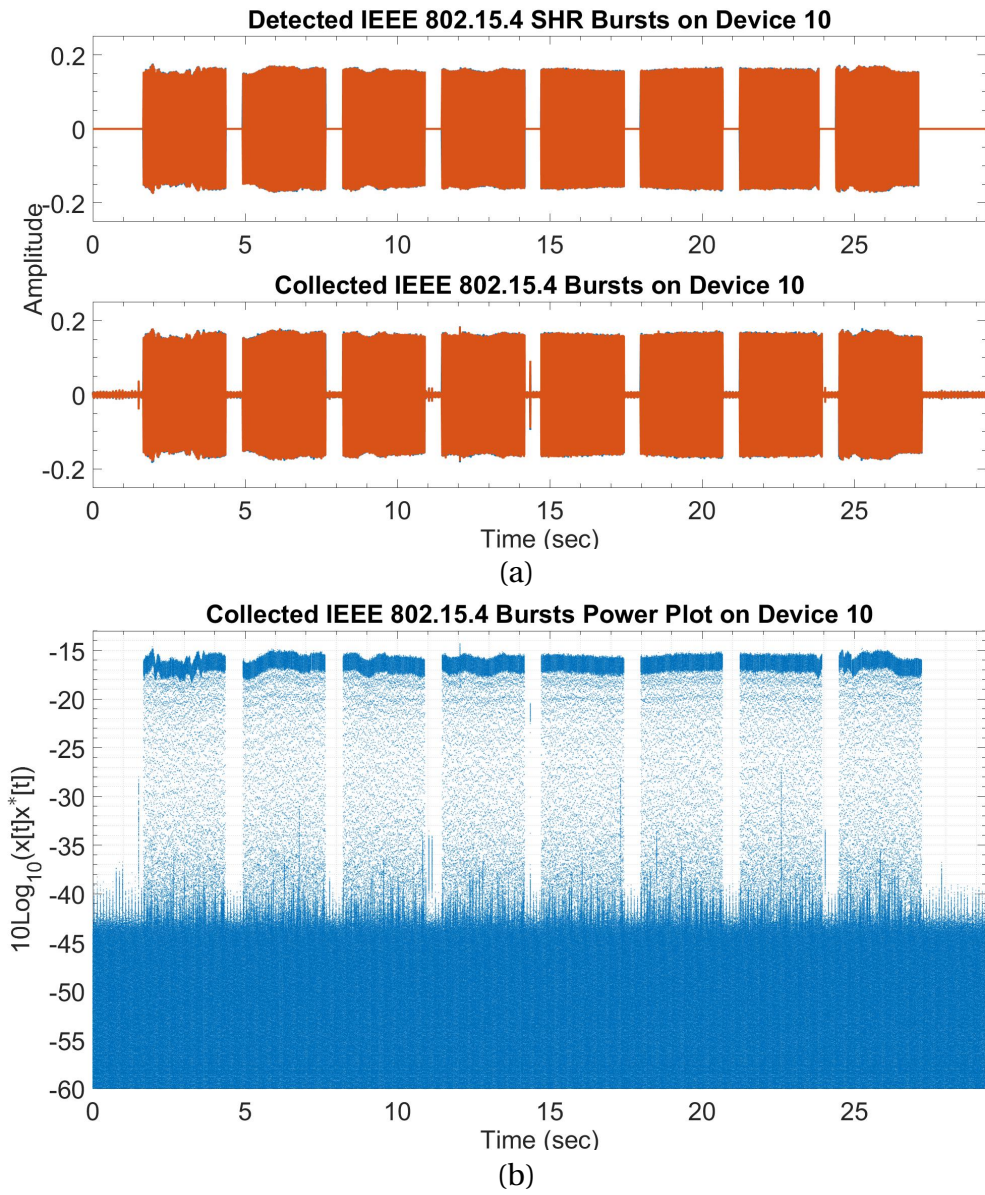 Detected IEEE 802.15.4 SHR Bursts on Device 10
0.2
0
-0.2
0 5 10 15 20 25
Amplitude
Collected IEEE 802.15.4 Bursts on Device 10
0.2
0
-0.2
0 5 10 15 20 25
Time (sec)
(a)
Collected IEEE 802.15.4 Bursts Power Plot on Device 10
-15
-20
-25
-30
-35
-40
-45
-50
-55
-60
10Log10(x[t]x*[t])
0 5 10 15 20 25
Time (sec)
(b)